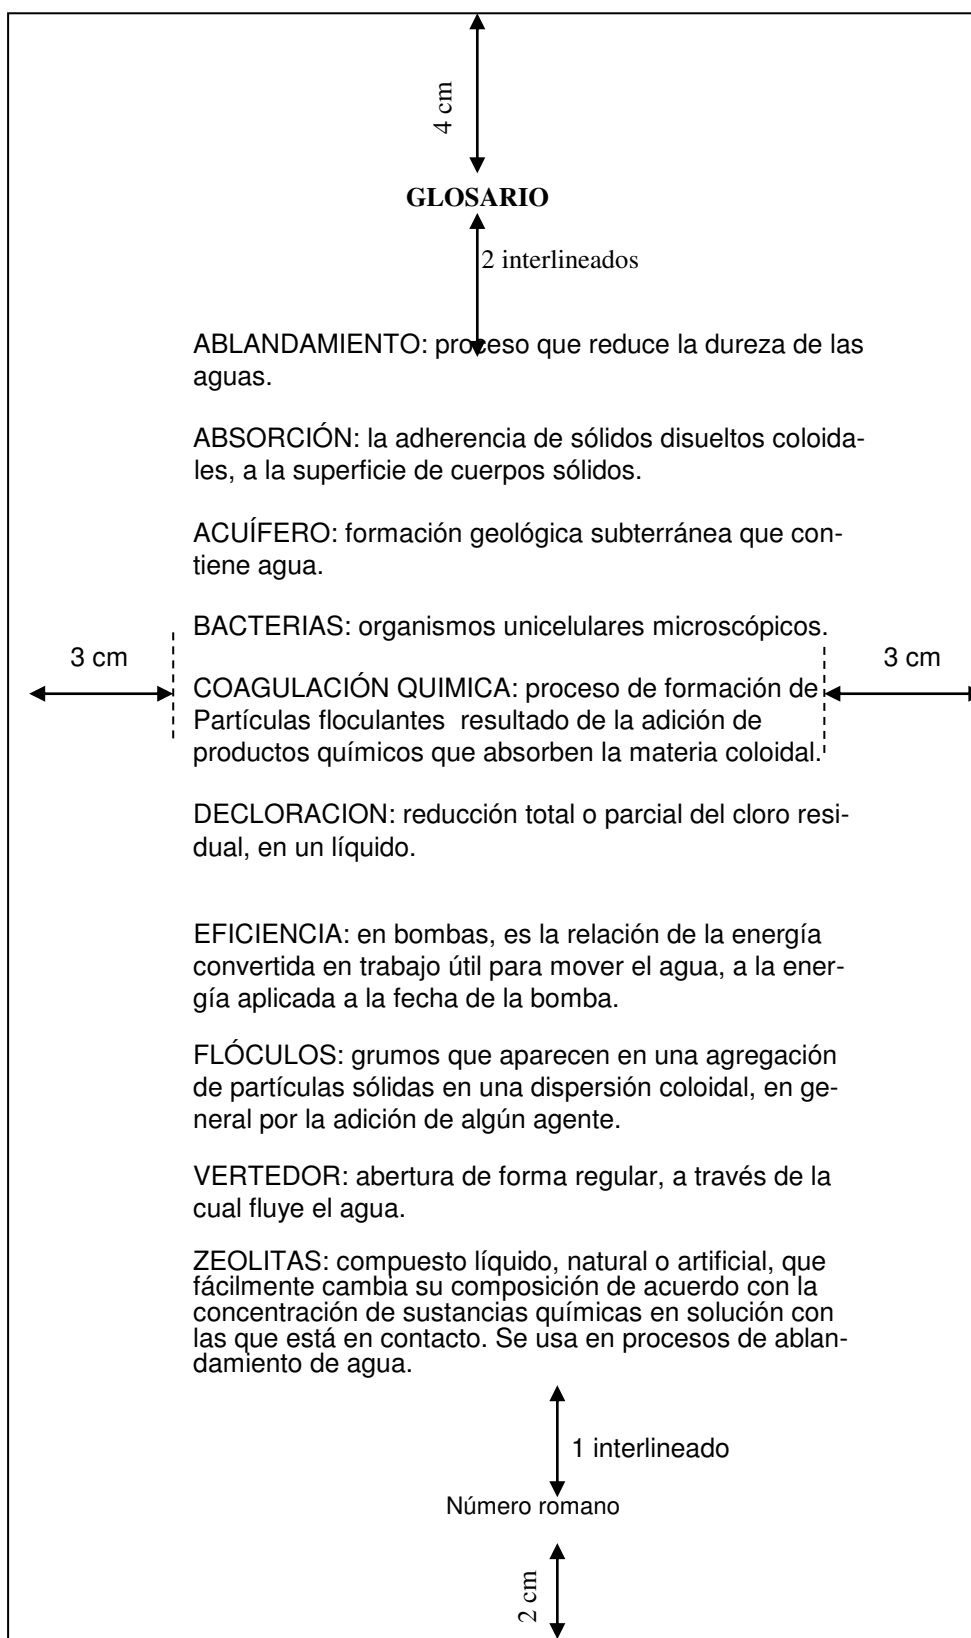 4 cm
GLOSARIO
2 interlineados
ABLANDAMIENTO: proceso que reduce la dureza de las
aguas.
ABSORCIÓN: la adherencia de sólidos disueltos coloida-
les, a la superficie de cuerpos sólidos.
ACUÍFERO: formación geológica subterránea que con-
tiene agua.
BACTERIAS: organismos unicelulares microscópicos.
3 cm
3 cm
COAGULACIÓN QUIMICA: proceso de formación de
Partículas floculantes  resultado de la adición de
productos químicos que absorben la materia coloidal.
DECLORACION: reducción total o parcial del cloro resi-
dual, en un líquido.
EFICIENCIA: en bombas, es la relación de la energía
convertida en trabajo útil para mover el agua, a la ener-
gía aplicada a la fecha de la bomba.
FLÓCULOS: grumos que aparecen en una agregación
de partículas sólidas en una dispersión coloidal, en ge-
neral por la adición de algún agente.
VERTEDOR: abertura de forma regular, a través de la
cual fluye el agua.
ZEOLITAS: compuesto líquido, natural o artificial, que
fácilmente cambia su composición de acuerdo con la
concentración de sustancias químicas en solución con
las que está en contacto. Se usa en procesos de ablan-
damiento de agua.
1 interlineado
Número romano
2 cm